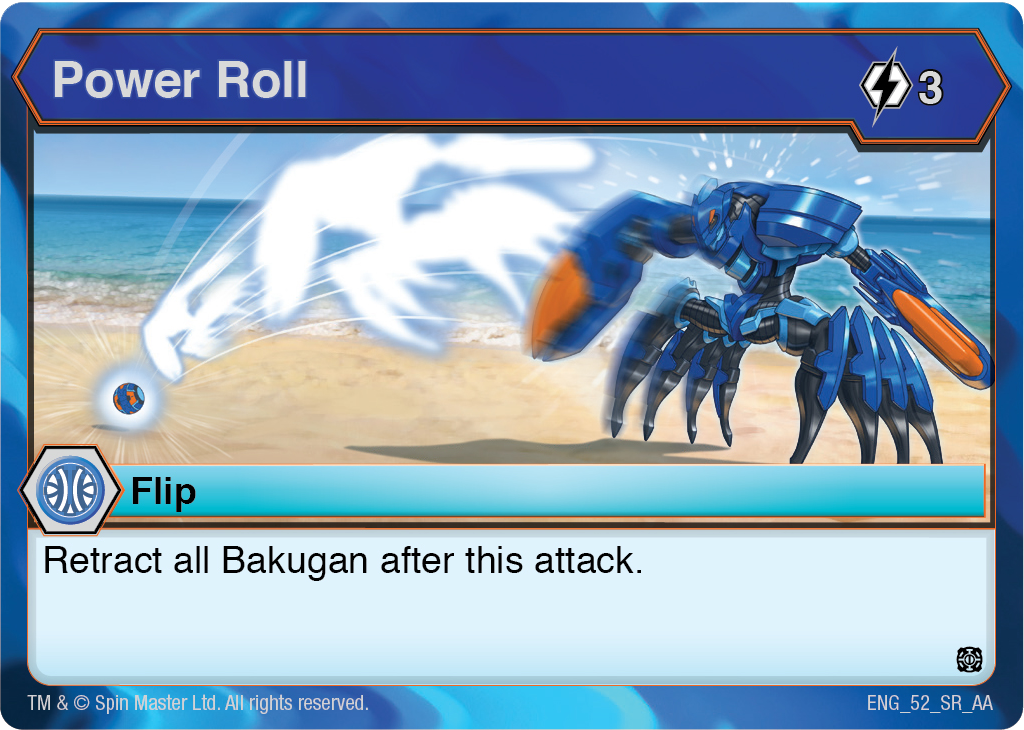 Power Roll
3
Flip
Retract all Bakugan after this attack.
TM & © Spin Master Ltd. All rights reserved.
ENG_52_SR_AA